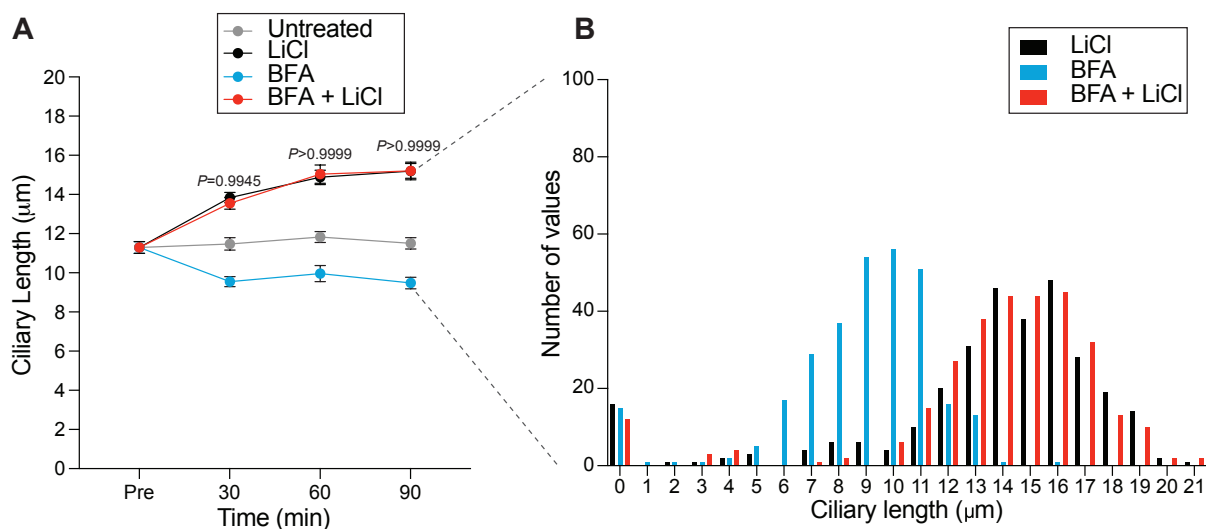 A
Untreated
LiCl
BFA
BFA + LiCl
20
18
16
14
12
10
8
6
4
2
0
Ciliary Length (μm)
P=0.9945
P>0.9999
P>0.9999
Pre
30
60
90
Time (min)
B
LiCl
BFA
BFA + LiCl
100
80
60
40
20
0
Number of values
0 1 2 3 4 5 6 7 8 9 10 11 12 13 14 15 16 17 18 19 20 21
Ciliary length (μm)